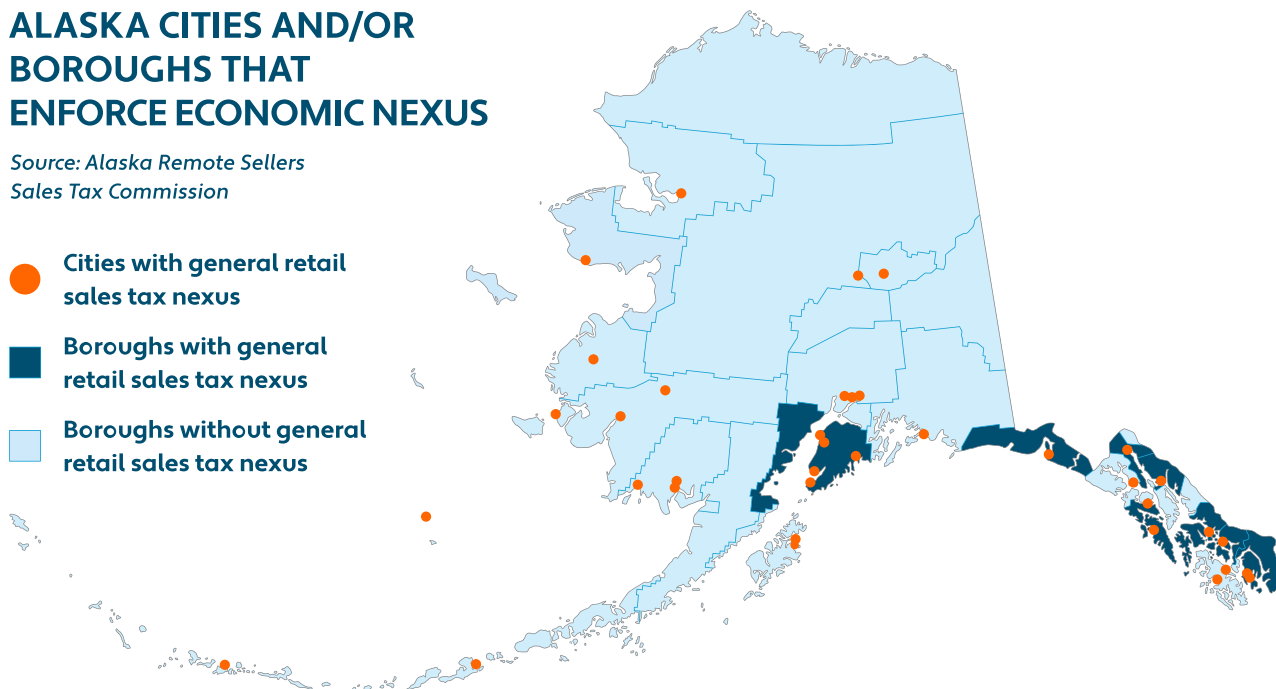 ALASKA CITIES AND/OR
BOROUGHS THAT
ENFORCE ECONOMIC NEXUS
Source: Alaska Remote Sellers
Sales Tax Commission
Cities with general retail
sales tax nexus
Boroughs with general
retail sales tax nexus
Boroughs without general
retail sales tax nexus